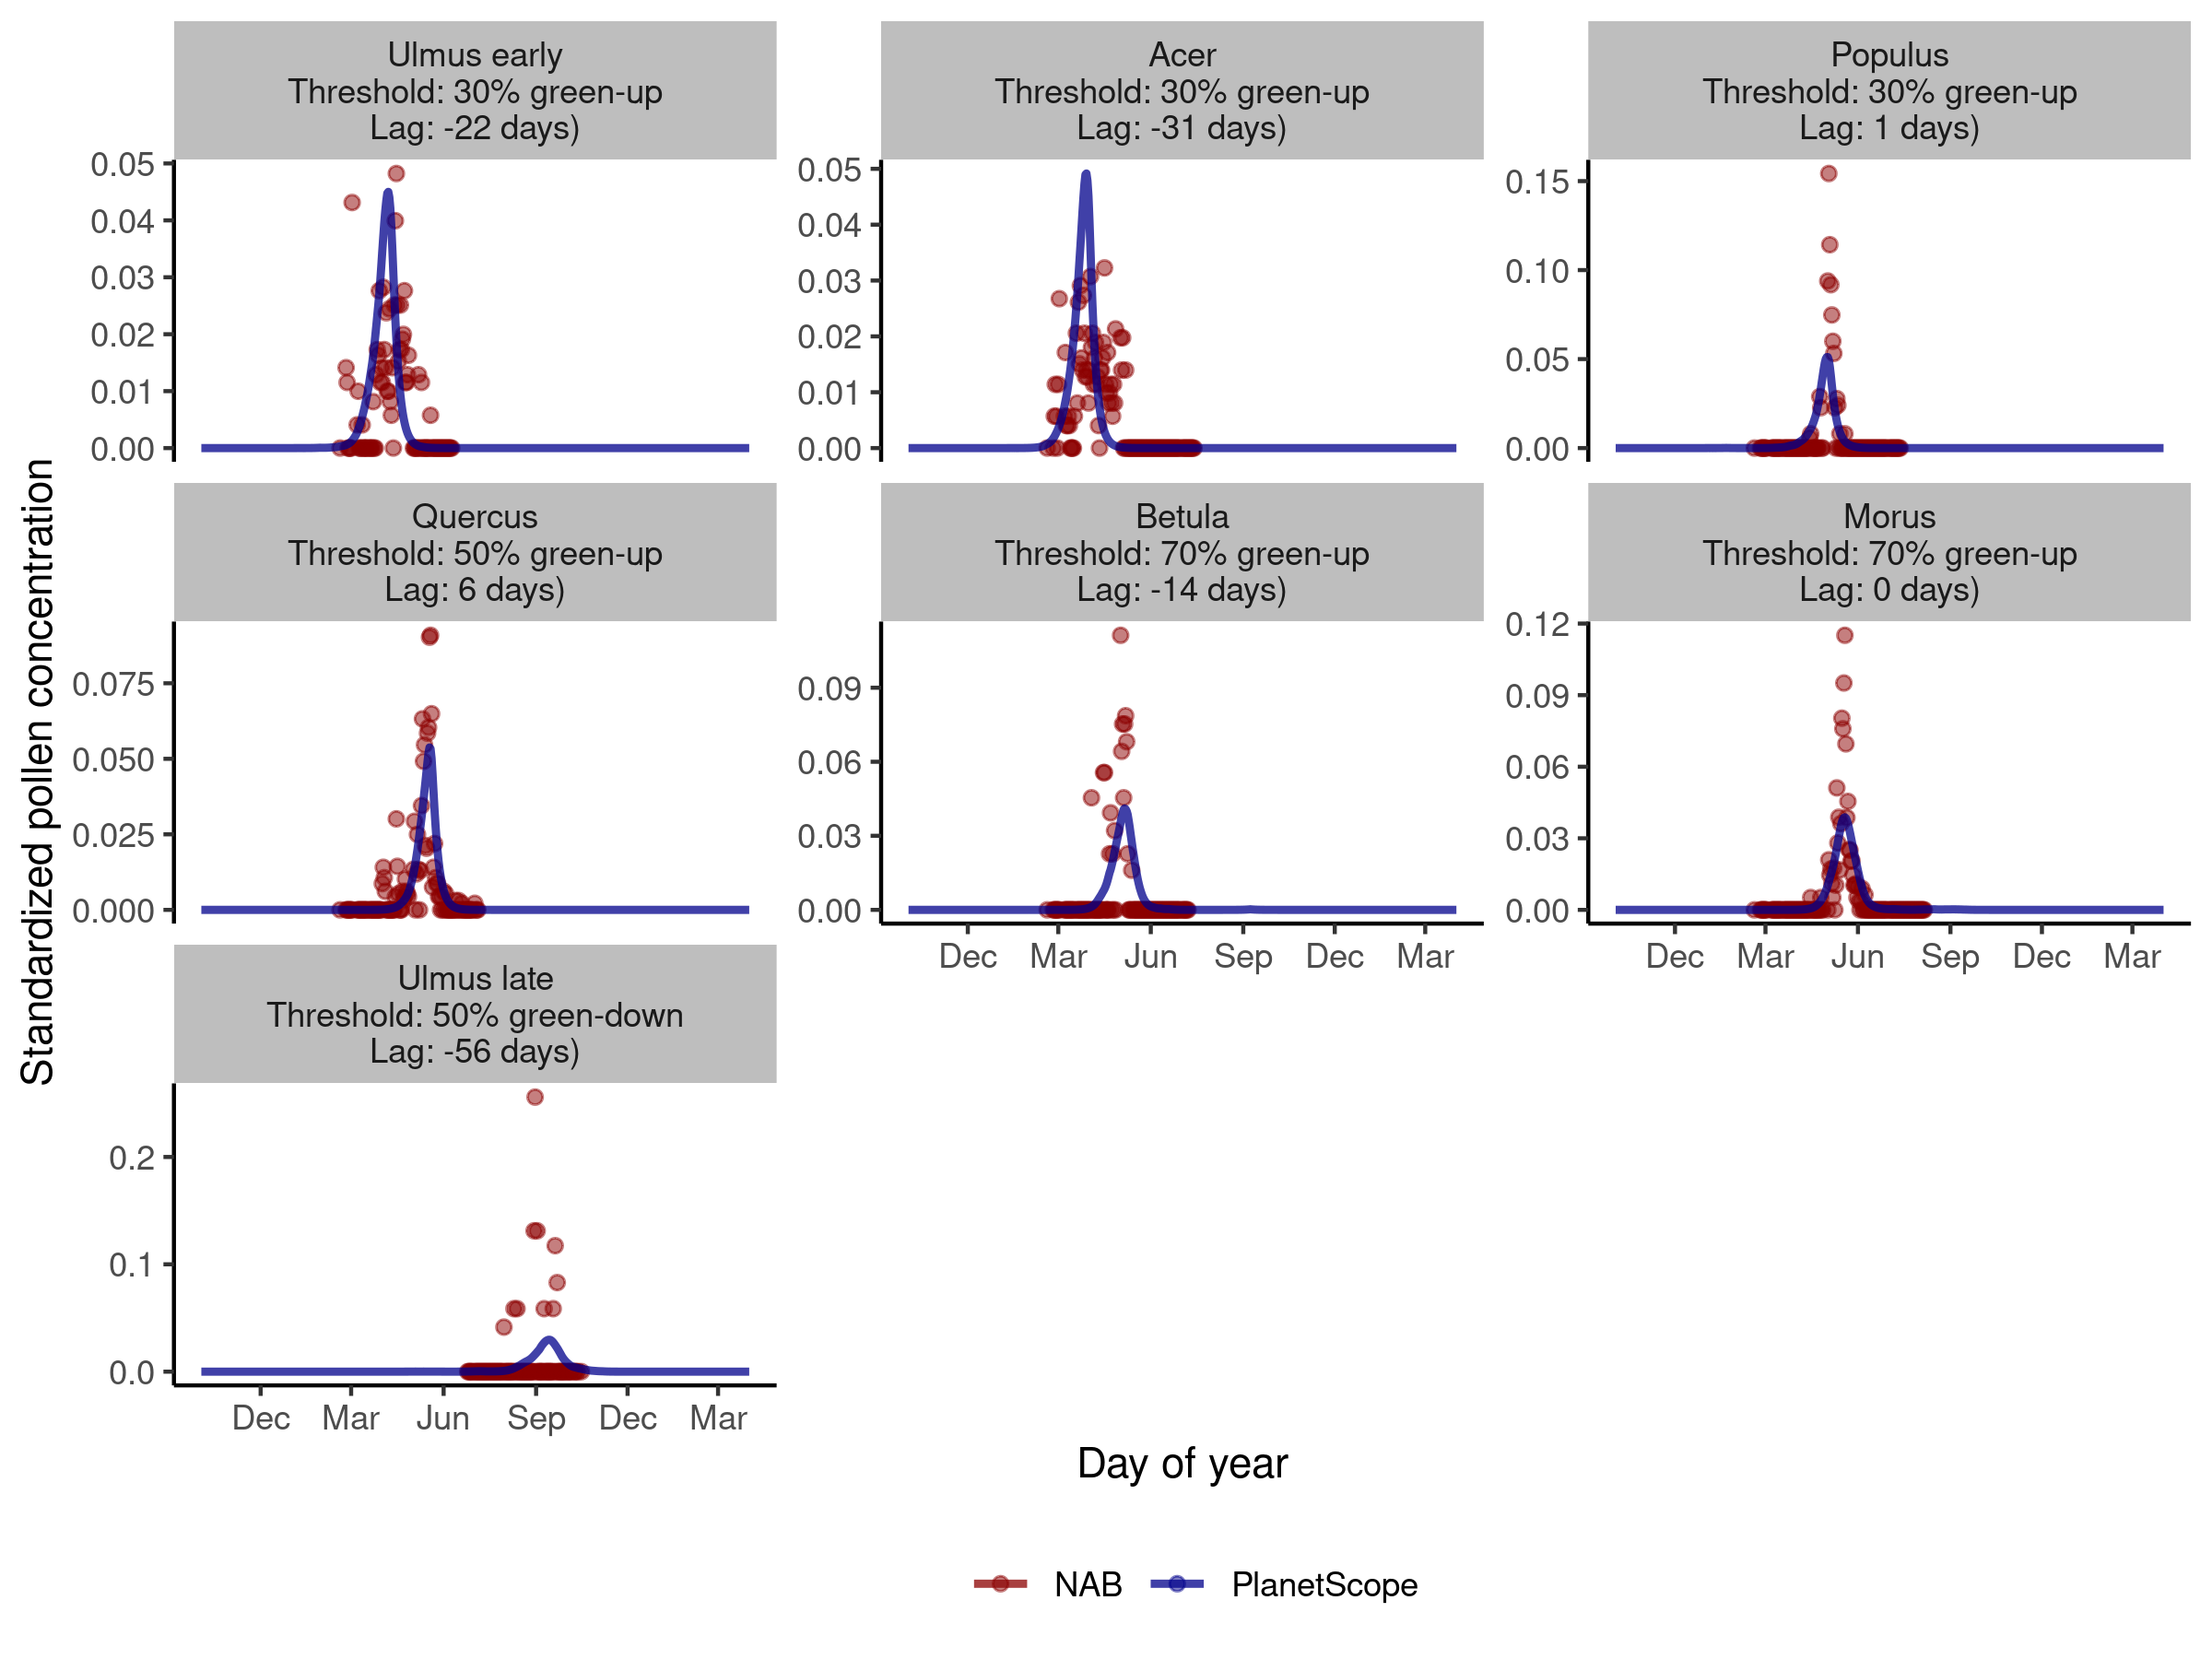 Ulmus early
Threshold: 30% green-up
Lag: -22 days)
Acer
Threshold: 30% green-up
Lag: -31 days)
Populus
Threshold: 30% green-up
Lag: 1 days)
0.05
0.04
0.03
0.02
0.01
0.00
0.05
0.04
0.03
0.02
0.01
0.00
0.15
0.10
0.05
0.00
Quercus
Threshold: 50% green-up
Lag: 6 days)
Betula
Threshold: 70% green-up
Lag: -14 days)
Morus
Threshold: 70% green-up
Lag: 0 days)
0.075
0.050
0.025
0.000
0.09
0.06
0.03
0.00
0.12
0.09
0.06
0.03
0.00
Dec Mar Jun Sep Dec Mar
Dec Mar Jun Sep Dec Mar
Ulmus late
Threshold: 50% green-down
Lag: -56 days)
0.2
0.1
0.0
Dec Mar Jun Sep Dec Mar
Standardized pollen concentration
Day of year
NAB PlanetScope